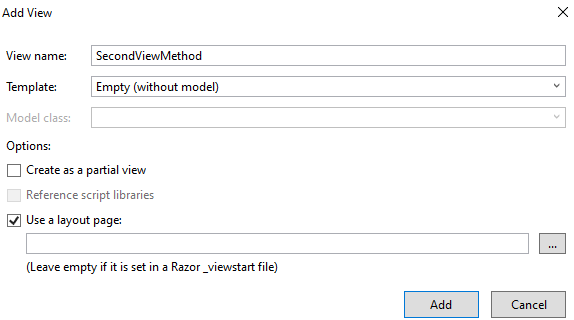 Add View
View name: SecondViewMethod
Template: Empty (without model)
Model class:
Options:
Create as a partial view
Reference script libraries
Use a layout page:
...
(Leave empty if it is set in a Razor _viewstart file)
Add Cancel